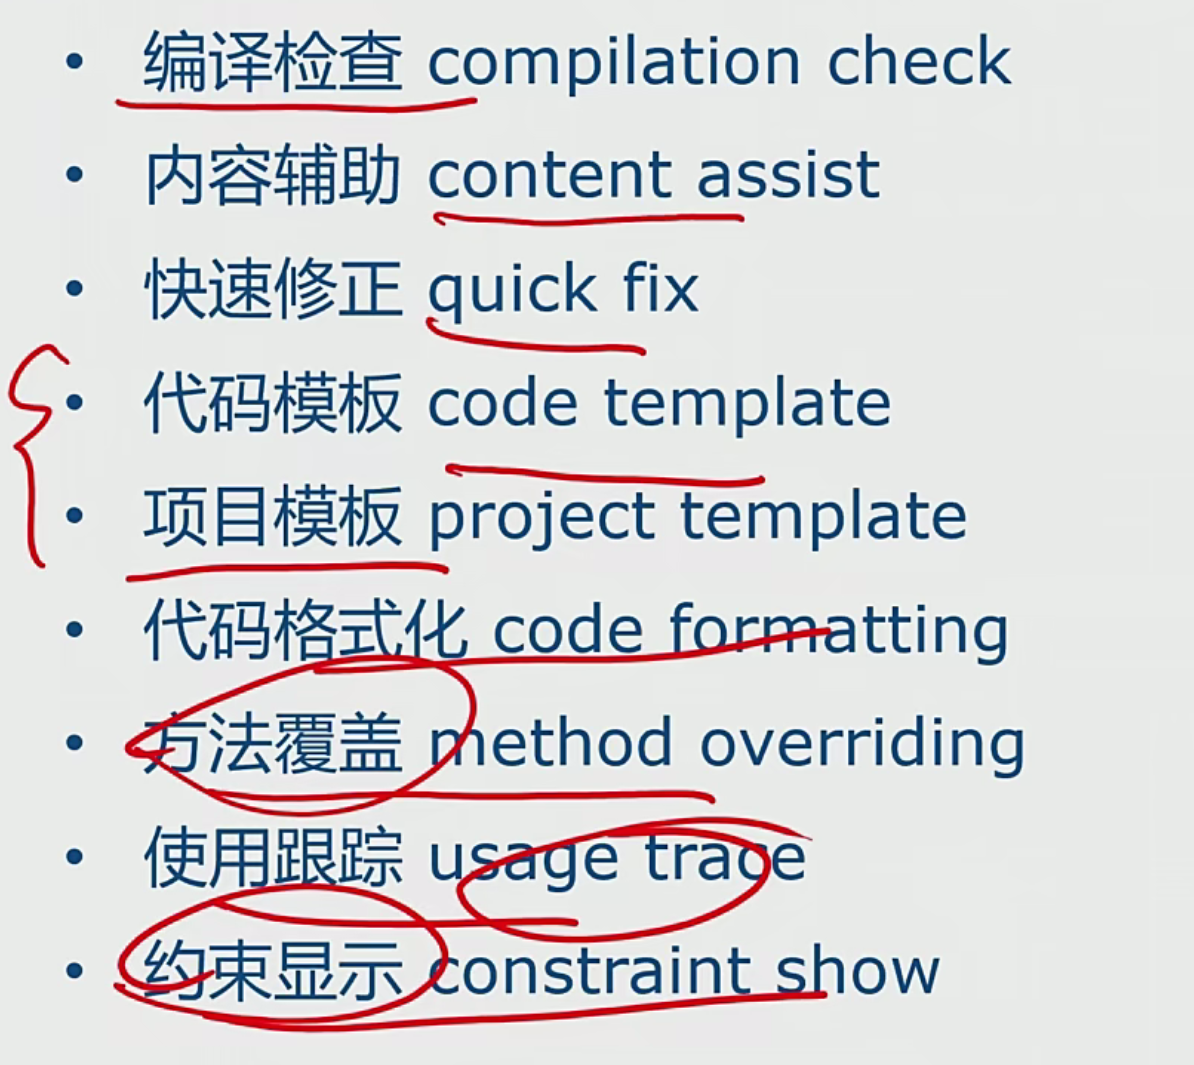 • 编译检查 compilation check
• 内容辅助 content assist
• 快速修正 quick fix
• 代码模板 code template
• 项目模板 project template
• 代码格式化 code formatting
• 方法覆盖 method overriding
• 使用跟踪 usage trace
• 约束显示 constraint show